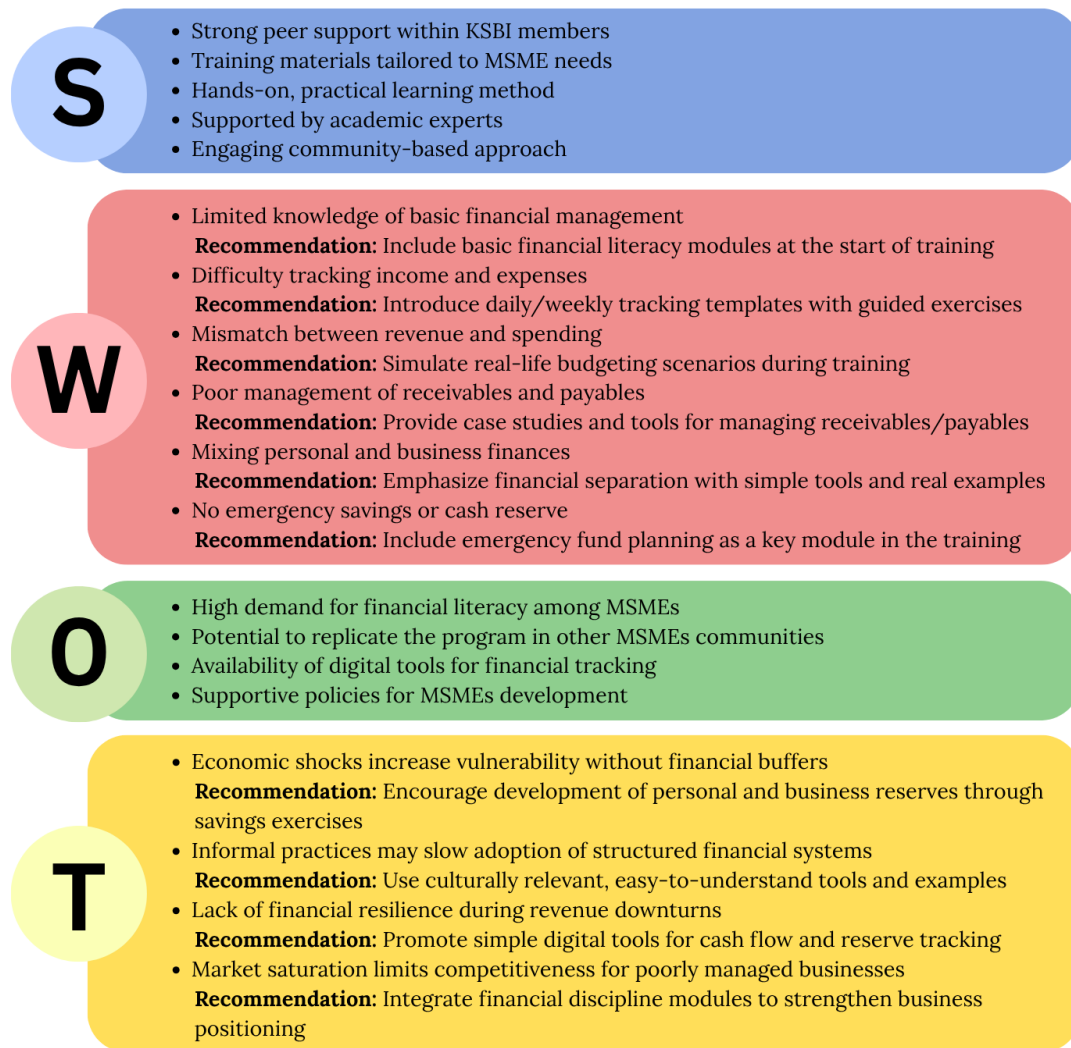 S
• Strong peer support within KSBI members
• Training materials tailored to MSME needs
• Hands-on, practical learning method
• Supported by academic experts
• Engaging community-based approach
W
• Limited knowledge of basic financial management
Recommendation: Include basic financial literacy modules at the start of training
• Difficulty tracking income and expenses
Recommendation: Introduce daily/weekly tracking templates with guided exercises
• Mismatch between revenue and spending
Recommendation: Simulate real-life budgeting scenarios during training
• Poor management of receivables and payables
Recommendation: Provide case studies and tools for managing receivables/payables
• Mixing personal and business finances
Recommendation: Emphasize financial separation with simple tools and real examples
• No emergency savings or cash reserve
Recommendation: Include emergency fund planning as a key module in the training
O
• High demand for financial literacy among MSMEs
• Potential to replicate the program in other MSMEs communities
• Availability of digital tools for financial tracking
• Supportive policies for MSMEs development
T
• Economic shocks increase vulnerability without financial buffers
Recommendation: Encourage development of personal and business reserves through
savings exercises
• Informal practices may slow adoption of structured financial systems
Recommendation: Use culturally relevant, easy-to-understand tools and examples
• Lack of financial resilience during revenue downturns
Recommendation: Promote simple digital tools for cash flow and reserve tracking
• Market saturation limits competitiveness for poorly managed businesses
Recommendation: Integrate financial discipline modules to strengthen business
positioning